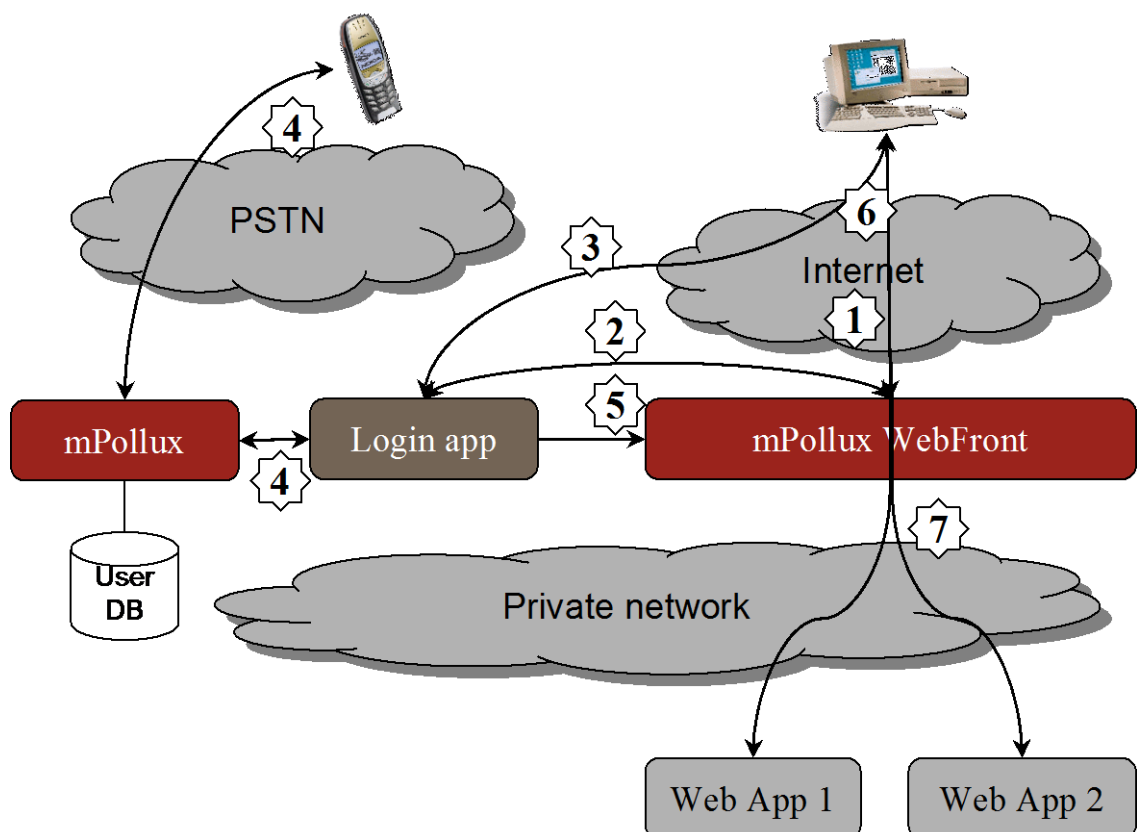 4
PSTN
6
3
Internet
2
1
5
mPollux
Login app
mPollux WebFront
4
7
User
DB
Private network
Web App 1
Web App 2